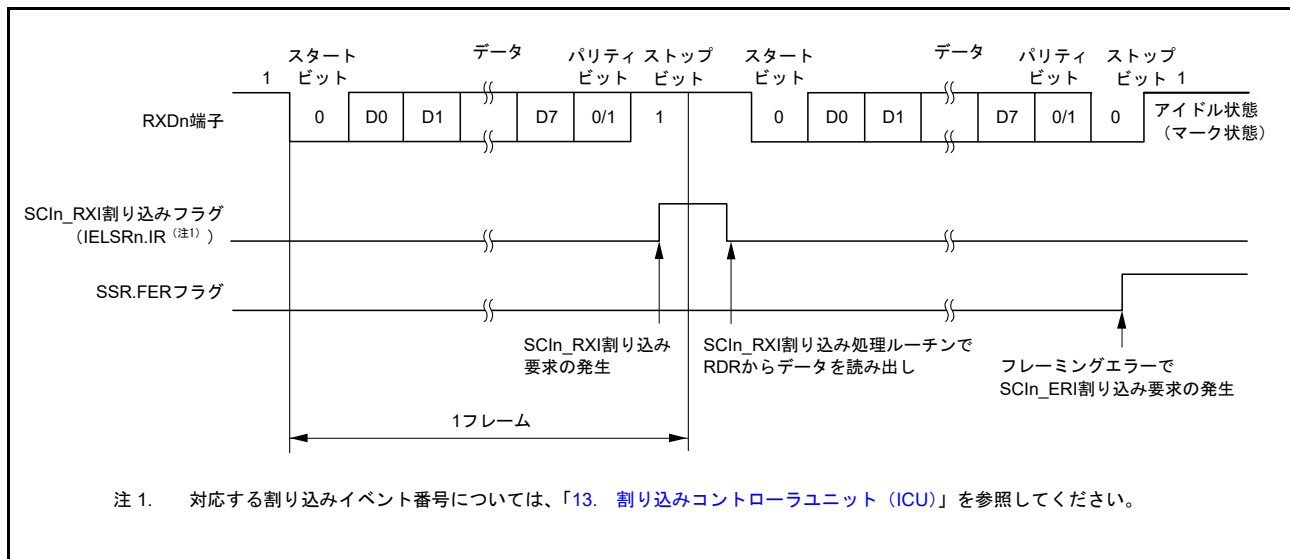 スタート
ビット
データ
パリティ
ビット
ストップ
ビット
スタート
ビット
データ
パリティ
ビット
ストップ
ビット
1
1
RXDn端子
0
D0
D1
D7
0/1
1
0
D0
D1
D7
0/1
0
アイドル状態
（マーク状態）
SCIn_RXI割り込みフラグ
（IELSRn.IR（注1））
SSR.FERフラグ
SCIn_RXI割り込み
要求の発生
SCIn_RXI割り込み処理ルーチンで
RDRからデータを読み出し
フレーミングエラーで
SCIn_ERI割り込み要求の発生
1フレーム
注 1. 対応する割り込みイベント番号については、「13. 割り込みコントローラユニット（ICU）」を参照してください。